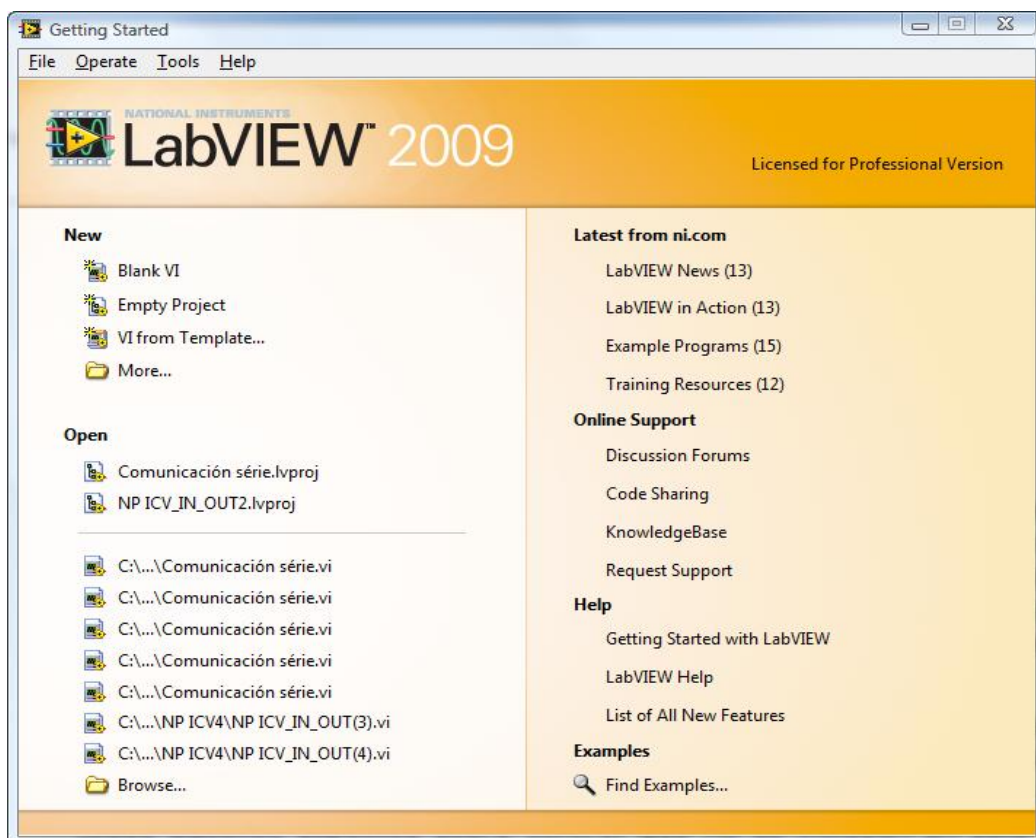 Getting Started
File Operate Tools Help
NATIONAL INSTRUMENTS
LabVIEW™ 2009
Licensed for Professional Version
New
Blank VI
Empty Project
VI from Template...
More...
Open
Comunicación série.lvproj
NP ICV_IN_OUT2.lvproj
C:\...\Comunicación série.vi
C:\...\Comunicación série.vi
C:\...\Comunicación série.vi
C:\...\Comunicación série.vi
C:\...\Comunicación série.vi
C:\...\NP ICV4\NP ICV_IN_OUT(3).vi
C:\...\NP ICV4\NP ICV_IN_OUT(4).vi
Browse...
Latest from ni.com
LabVIEW News (13)
LabVIEW in Action (13)
Example Programs (15)
Training Resources (12)
Online Support
Discussion Forums
Code Sharing
KnowledgeBase
Request Support
Help
Getting Started with LabVIEW
LabVIEW Help
List of All New Features
Examples
Find Examples...